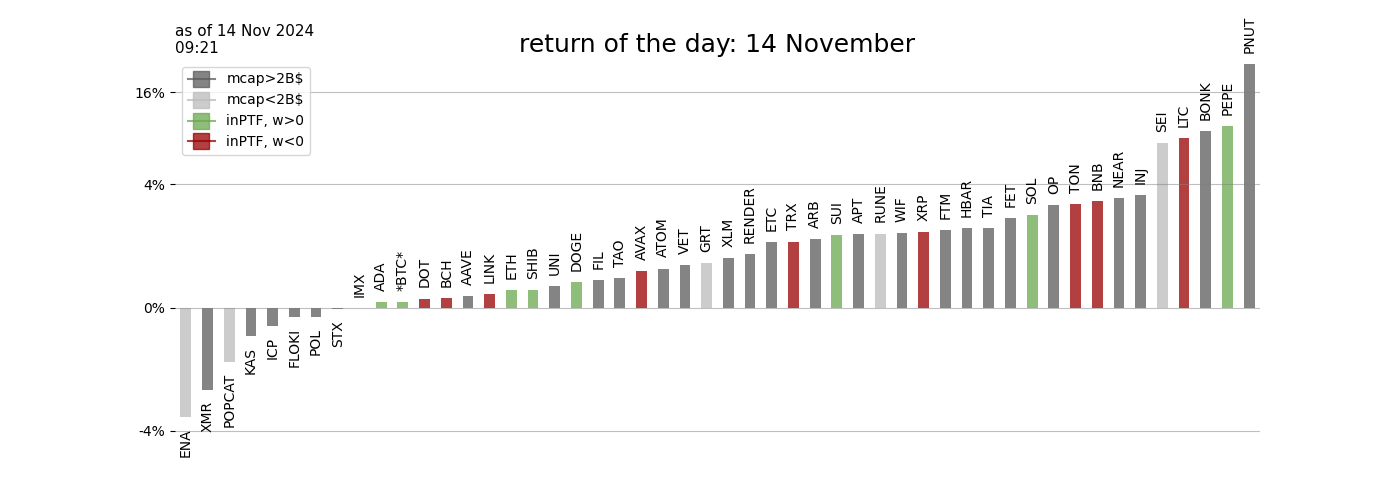 as of 14 Nov 2024
09:21
return of the day: 14 November
mcap>2B$
mcap<2B$
inPTF, w>0
inPTF, w<0
16%
4%
0%
-4%
ENA
XMR
POPCAT
KAS
ICP
FLOKI
POL
STX
IMX
ADA
*BTC*
DOT
BCH
AAVE
LINK
ETH
SHIB
UNI
DOGE
FIL
TAO
AVAX
ATOM
VET
GRT
XLM
RENDER
ETC
TRX
ARB
SUI
APT
RUNE
WIF
XRP
FTM
HBAR
TIA
FET
SOL
OP
TON
BNB
NEAR
INJ
SEI
LTC
BONK
PEPE
PNUT